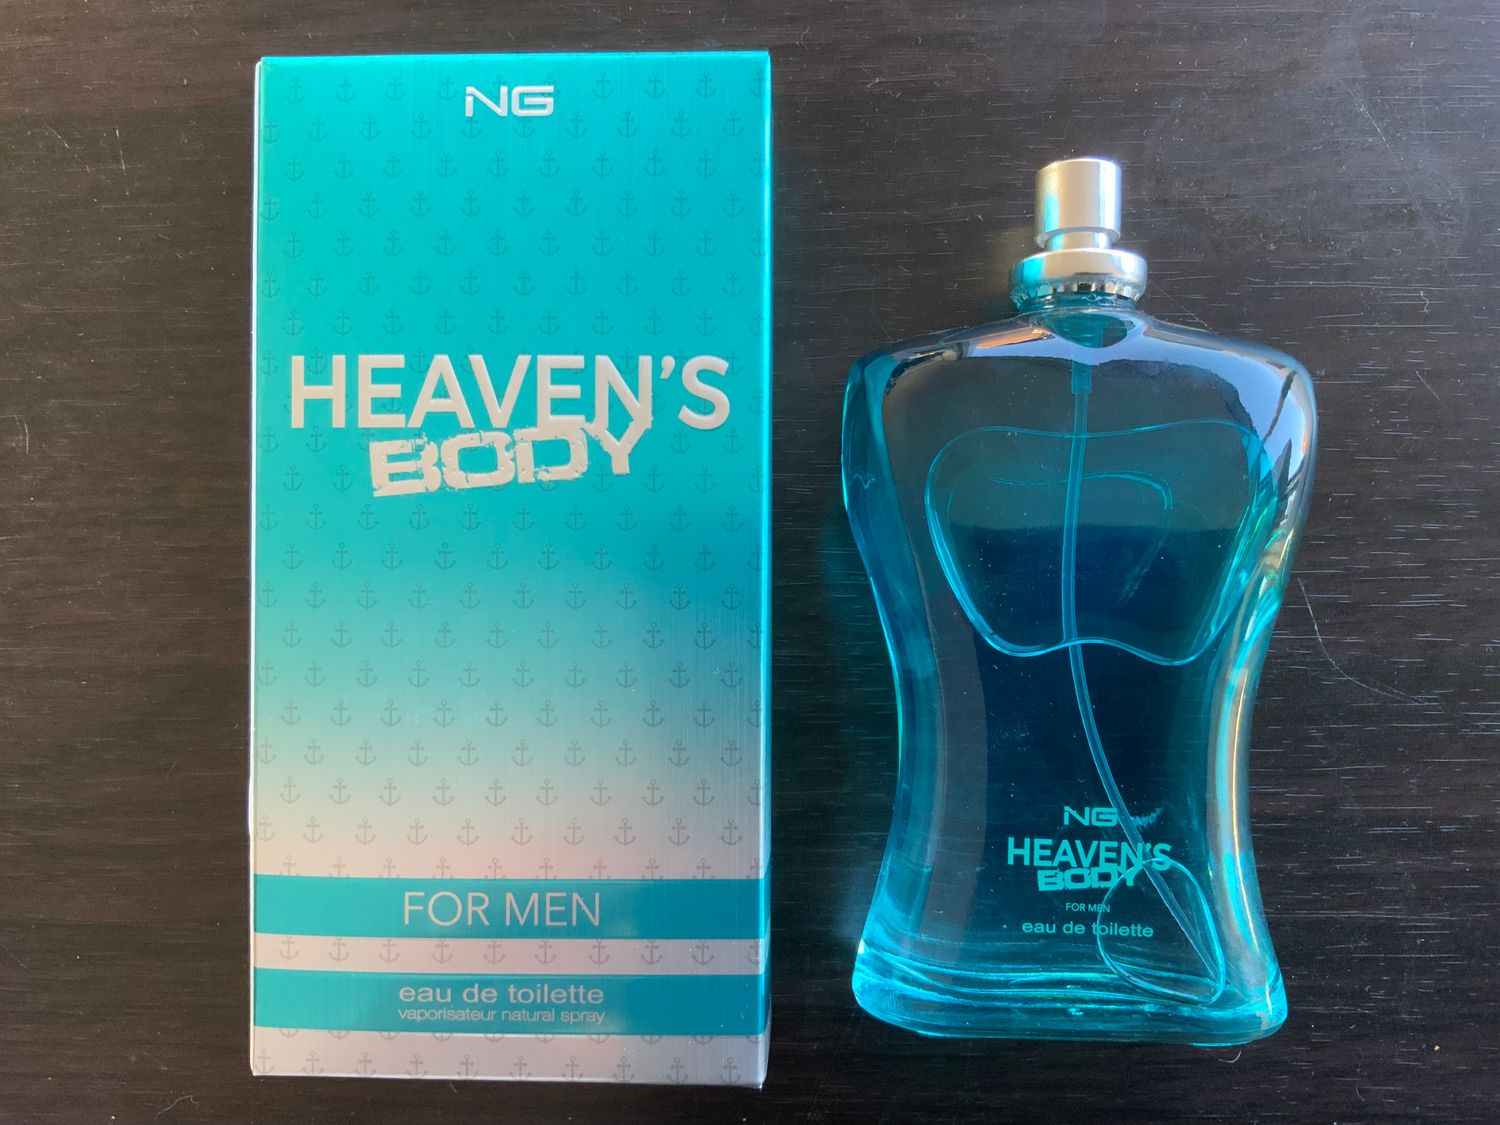 NG
HEAVEN'S
BODY
FOR MEN
eau de toilette
vaporisateur natural spray
NG
HEAVEN'S
BODY
FOR MEN
eau de toilette